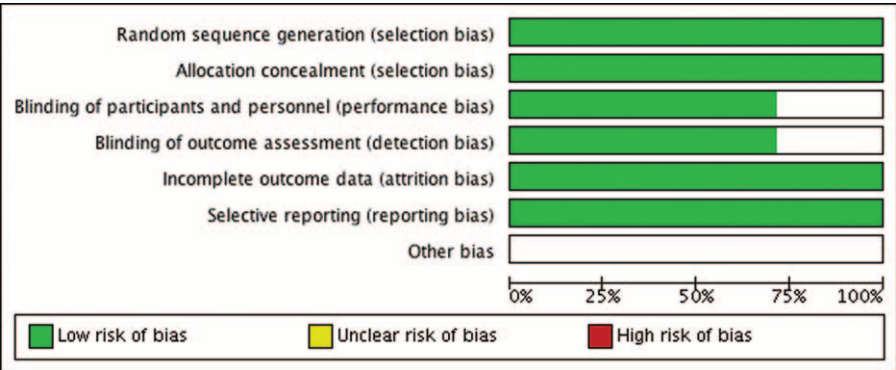 Random sequence generation (selection bias)
Allocation concealment (selection bias)
Blinding of participants and personnel (performance bias)
Blinding of outcome assessment (detection bias)
Incomplete outcome data (attrition bias)
Selective reporting (reporting bias)
Other bias
0% 25% 50% 75% 100%
Low risk of bias Unclear risk of bias High risk of bias